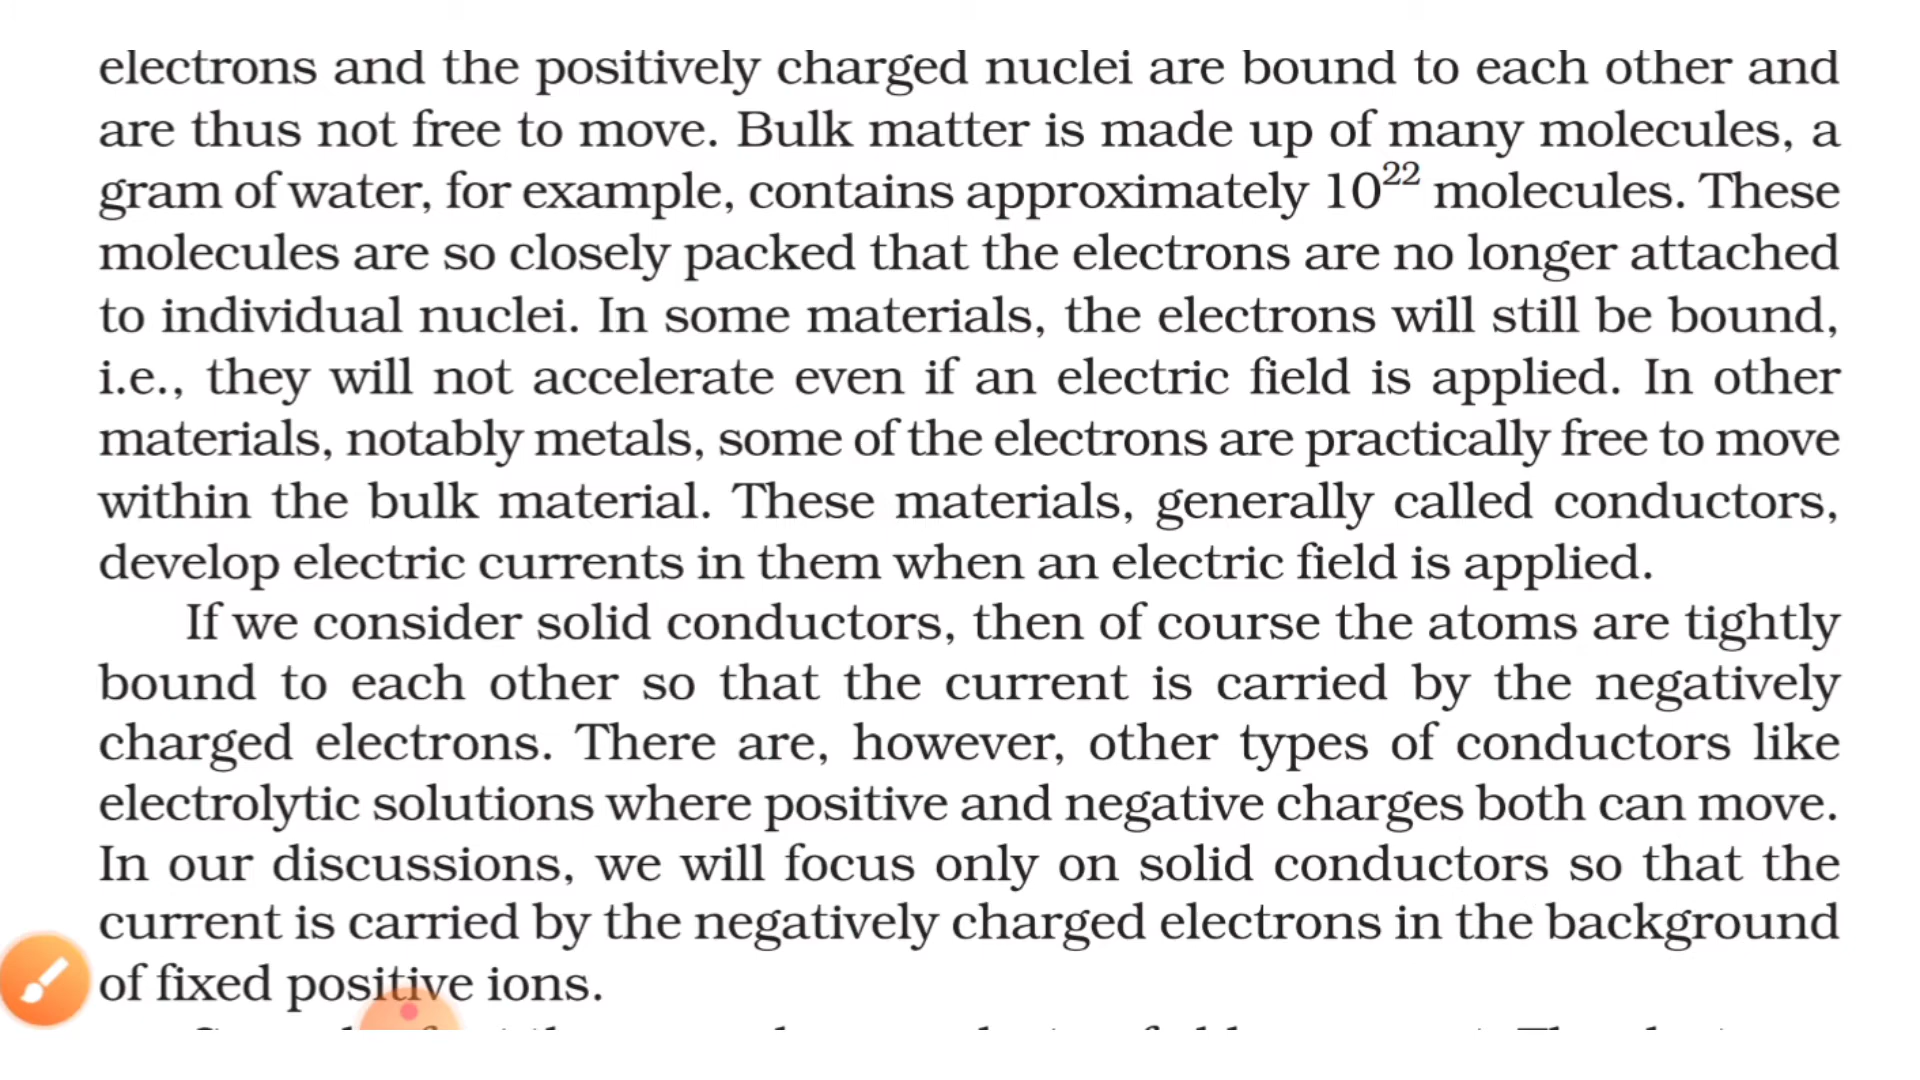 electrons and the positively charged nuclei are bound to each other and
are thus not free to move. Bulk matter is made up of many molecules, a
gram of water, for example, contains approximately 10²² molecules. These
molecules are so closely packed that the electrons are no longer attached
to individual nuclei. In some materials, the electrons will still be bound,
i.e., they will not accelerate even if an electric field is applied. In other
materials, notably metals, some of the electrons are practically free to move
within the bulk material. These materials, generally called conductors,
develop electric currents in them when an electric field is applied.
If we consider solid conductors, then of course the atoms are tightly
bound to each other so that the current is carried by the negatively
charged electrons. There are, however, other types of conductors like
electrolytic solutions where positive and negative charges both can move.
In our discussions, we will focus only on solid conductors so that the
current is carried by the negatively charged electrons in the background
of fixed positive ions.